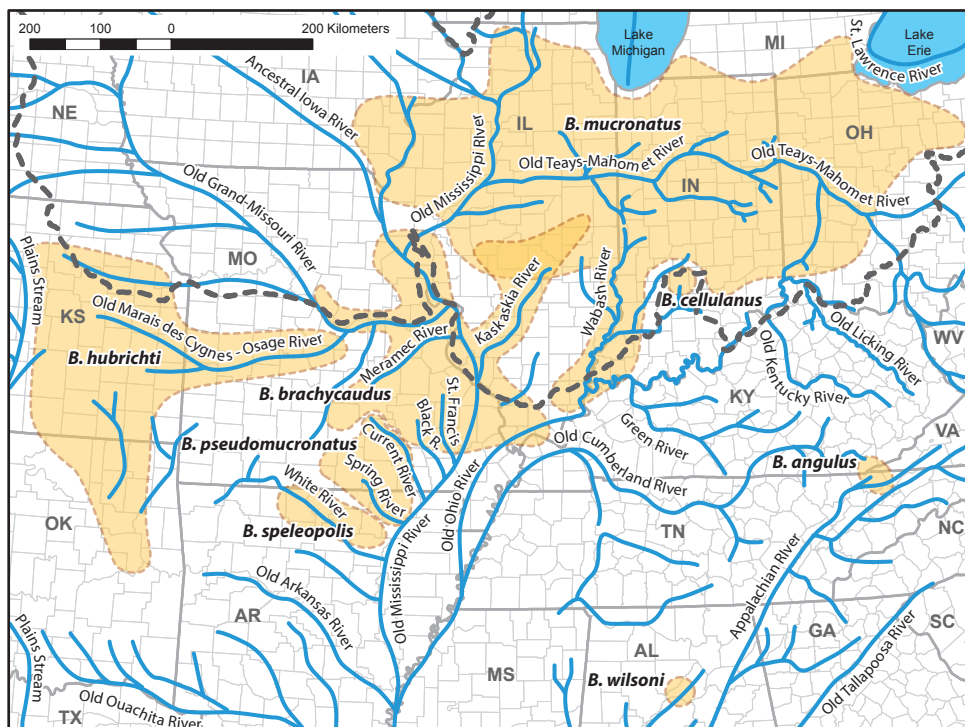 200 100 0 200 Kilometers
Lake
Michigan
MI
St. Lawrence River
Lake
Erie
IA
Ancestral Iowa River
NE
IL
B. mucronatus
OH
Old Mississippi River
Old Teays-Mahomet River
Old Teays-Mahomet River
IN
Old Grand-Missouri River
MO
Plains Stream
KS
Old Marais des Cygnes - Osage River
Kaskaskia River
Wabash River
B. cellulanus
Old Licking River
WV
B. hubrichti
Meramec River
Old Kentucky River
KY
B. brachycaudus
St. Francis
Black R.
Green River
VA
B. pseudomucronatus
Current River
Spring River
Old Cumberland River
B. angulus
White River
OK
B. speleopolis
TN
NC
Old Ohio River
Old Mississippi River
Old Arkansas River
AR
Appalachian River
GA
SC
Old Tallapoosa River
Plains Stream
MS
AL
B. wilsoni
Old Ouachita River
TX